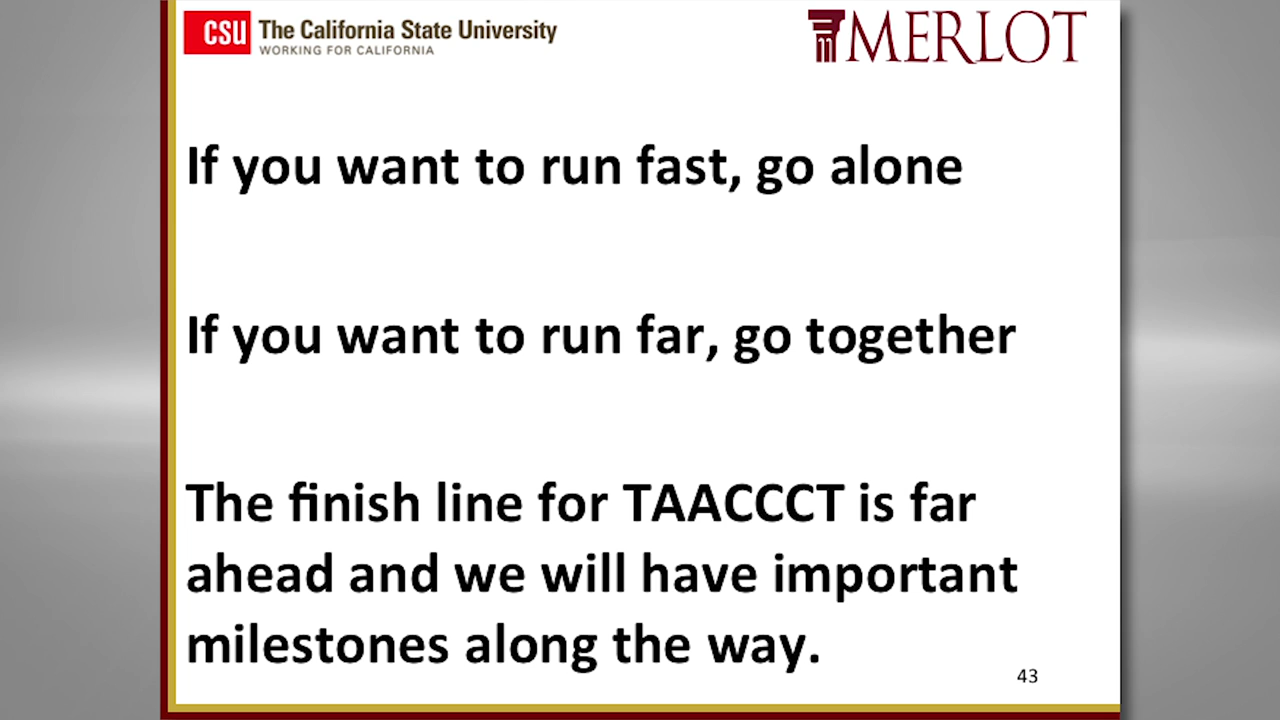 CSU The California State University
WORKING FOR CALIFORNIA
MERLOT
If you want to run fast, go alone
If you want to run far, go together
The finish line for TAACCCT is far
ahead and we will have important
milestones along the way.
43